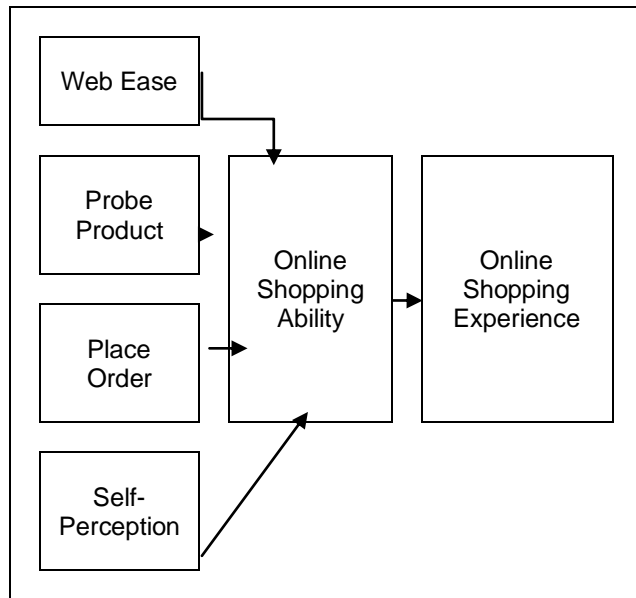 Web Ease
Probe
Product
Place
Order
Self-
Perception
Online
Shopping
Ability
Online
Shopping
Experience